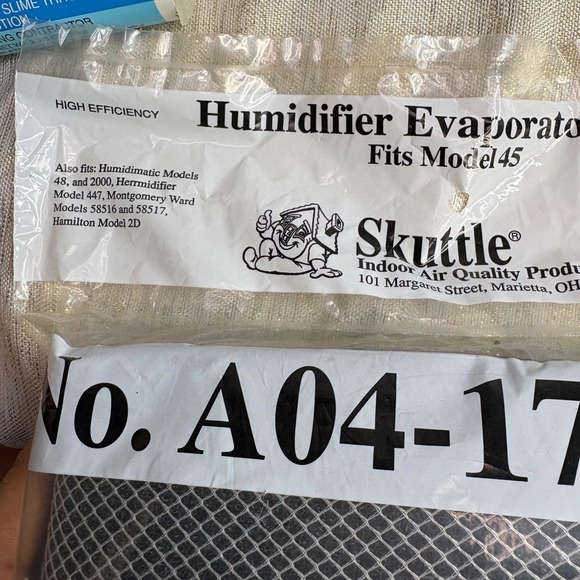 SLIME
HIGH EFFICIENCY
Humidifier Evaporato
Fits Model 45
Also fits: Humidimatic Models
48, and 2000, Herrmidifier
Model 447, Montgomery Ward
Models 58516 and 58517,
Hamilton Model 2D
Skuttle®
Indoor Air Quality Produ
101 Margaret Street, Marietta, OH
No. A04-17